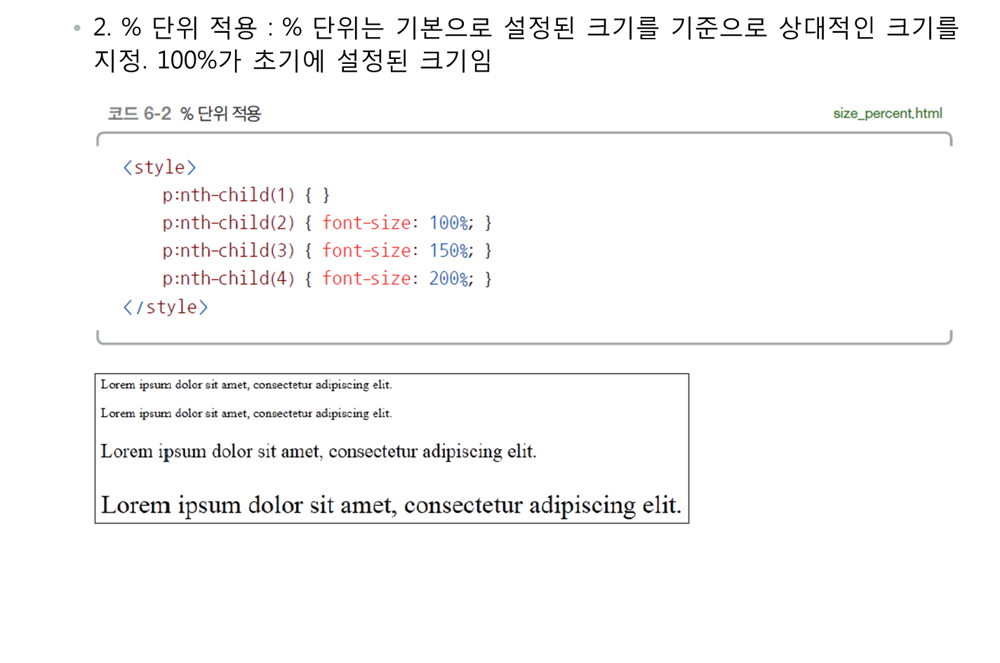 • 2. % 단위 적용 : % 단위는 기본으로 설정된 크기를 기준으로 상대적인 크기를
지정. 100%가 초기에 설정된 크기임
코드 6-2 % 단위 적용 size_percent.html
<style>
p:nth-child(1) { }
p:nth-child(2) { font-size: 100%; }
p:nth-child(3) { font-size: 150%; }
p:nth-child(4) { font-size: 200%; }
</style>
Lorem ipsum dolor sit amet, consectetur adipiscing elit.
Lorem ipsum dolor sit amet, consectetur adipiscing elit.
Lorem ipsum dolor sit amet, consectetur adipiscing elit.
Lorem ipsum dolor sit amet, consectetur adipiscing elit.